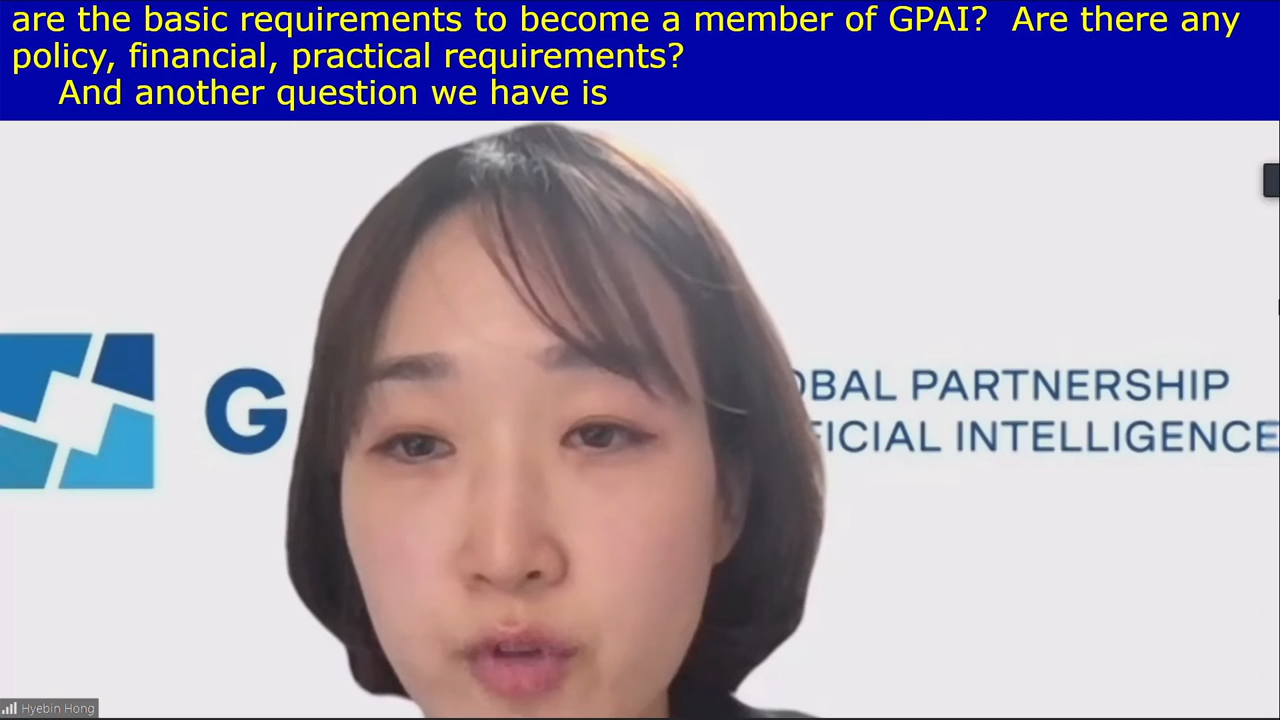 are the basic requirements to become a member of GPAI?  Are there any
policy, financial, practical requirements?
And another question we have is
G
OBAL PARTNERSHIP
FICIAL INTELLIGENCE
Hyebin Hong